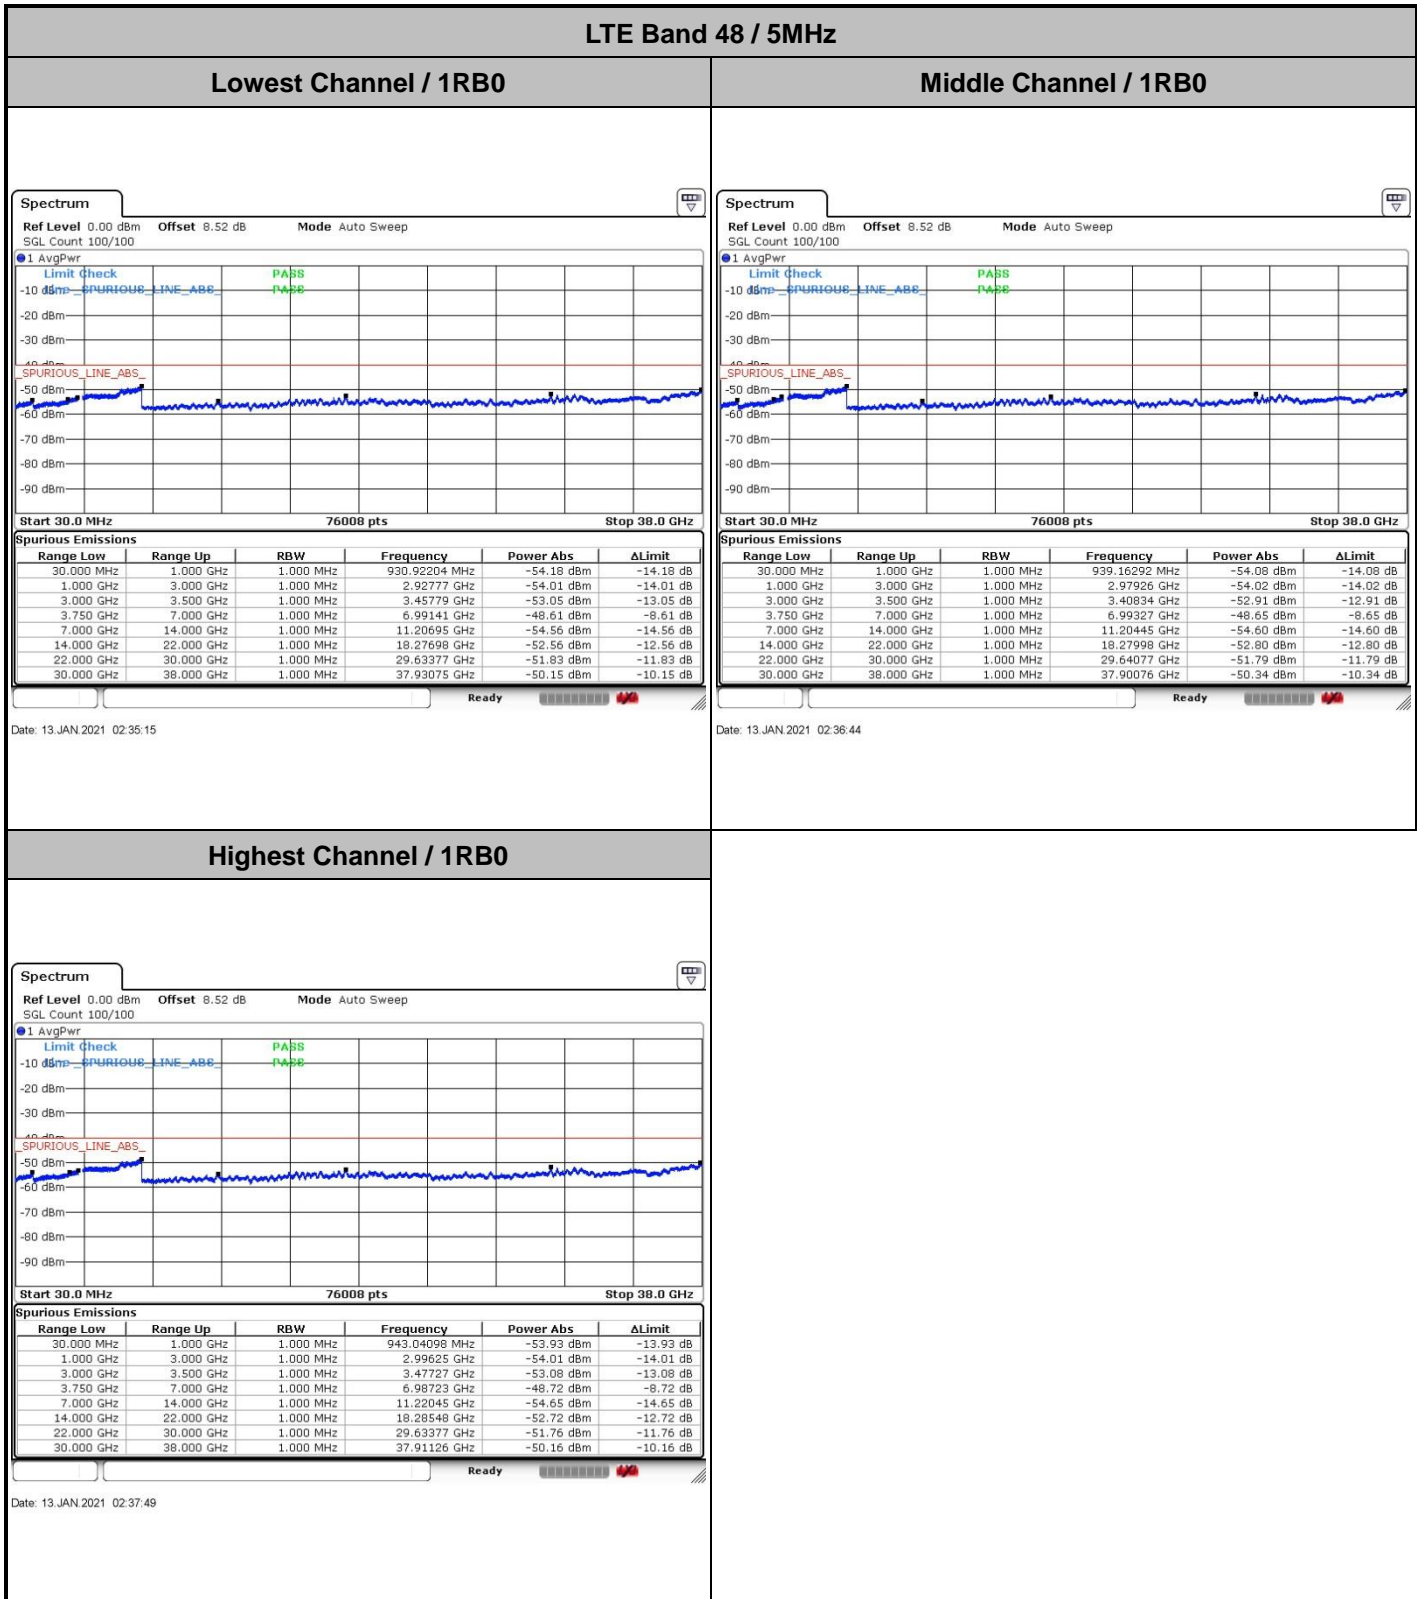 LTE Band 48 / 5MHz
Lowest Channel / 1RB0
Middle Channel / 1RB0
Spectrum
Ref Level 0.00 dBm Offset 8.52 dB Mode Auto Sweep
SGL Count 100/100
1 AvgPwr
Limit Check PASS
-10 dBm
Line _SPURIOUS_LINE_ABS_ PASS
-20 dBm
-30 dBm
-40 dBm
_SPURIOUS_LINE_ABS_
-50 dBm
-60 dBm
-70 dBm
-80 dBm
-90 dBm
Start 30.0 MHz 76008 pts Stop 38.0 GHz
Spurious Emissions
Range Low Range Up RBW Frequency Power Abs ΔLimit
30.000 MHz 1.000 GHz 1.000 MHz 930.92204 MHz -54.18 dBm -14.18 dB
1.000 GHz 3.000 GHz 1.000 MHz 2.92777 GHz -54.01 dBm -14.01 dB
3.000 GHz 3.500 GHz 1.000 MHz 3.45779 GHz -53.05 dBm -13.05 dB
3.750 GHz 7.000 GHz 1.000 MHz 6.99141 GHz -48.61 dBm -8.61 dB
7.000 GHz 14.000 GHz 1.000 MHz 11.20695 GHz -54.56 dBm -14.56 dB
14.000 GHz 22.000 GHz 1.000 MHz 18.27698 GHz -52.56 dBm -12.56 dB
22.000 GHz 30.000 GHz 1.000 MHz 29.63377 GHz -51.83 dBm -11.83 dB
30.000 GHz 38.000 GHz 1.000 MHz 37.93075 GHz -50.15 dBm -10.15 dB
Ready
Date: 13.JAN.2021 02:35:15
Spectrum
Ref Level 0.00 dBm Offset 8.52 dB Mode Auto Sweep
SGL Count 100/100
1 AvgPwr
Limit Check PASS
-10 dBm
Line _SPURIOUS_LINE_ABS_ PASS
-20 dBm
-30 dBm
-40 dBm
_SPURIOUS_LINE_ABS_
-50 dBm
-60 dBm
-70 dBm
-80 dBm
-90 dBm
Start 30.0 MHz 76008 pts Stop 38.0 GHz
Spurious Emissions
Range Low Range Up RBW Frequency Power Abs ΔLimit
30.000 MHz 1.000 GHz 1.000 MHz 939.16292 MHz -54.08 dBm -14.08 dB
1.000 GHz 3.000 GHz 1.000 MHz 2.97926 GHz -54.02 dBm -14.02 dB
3.000 GHz 3.500 GHz 1.000 MHz 3.40834 GHz -52.91 dBm -12.91 dB
3.750 GHz 7.000 GHz 1.000 MHz 6.99327 GHz -48.65 dBm -8.65 dB
7.000 GHz 14.000 GHz 1.000 MHz 11.20445 GHz -54.60 dBm -14.60 dB
14.000 GHz 22.000 GHz 1.000 MHz 18.27998 GHz -52.80 dBm -12.80 dB
22.000 GHz 30.000 GHz 1.000 MHz 29.64077 GHz -51.79 dBm -11.79 dB
30.000 GHz 38.000 GHz 1.000 MHz 37.90076 GHz -50.34 dBm -10.34 dB
Ready
Date: 13.JAN.2021 02:36:44
Highest Channel / 1RB0
Spectrum
Ref Level 0.00 dBm Offset 8.52 dB Mode Auto Sweep
SGL Count 100/100
1 AvgPwr
Limit Check PASS
-10 dBm
Line _SPURIOUS_LINE_ABS_ PASS
-20 dBm
-30 dBm
-40 dBm
_SPURIOUS_LINE_ABS_
-50 dBm
-60 dBm
-70 dBm
-80 dBm
-90 dBm
Start 30.0 MHz 76008 pts Stop 38.0 GHz
Spurious Emissions
Range Low Range Up RBW Frequency Power Abs ΔLimit
30.000 MHz 1.000 GHz 1.000 MHz 943.04098 MHz -53.93 dBm -13.93 dB
1.000 GHz 3.000 GHz 1.000 MHz 2.99625 GHz -54.01 dBm -14.01 dB
3.000 GHz 3.500 GHz 1.000 MHz 3.47727 GHz -53.08 dBm -13.08 dB
3.750 GHz 7.000 GHz 1.000 MHz 6.98723 GHz -48.72 dBm -8.72 dB
7.000 GHz 14.000 GHz 1.000 MHz 11.22045 GHz -54.65 dBm -14.65 dB
14.000 GHz 22.000 GHz 1.000 MHz 18.28548 GHz -52.72 dBm -12.72 dB
22.000 GHz 30.000 GHz 1.000 MHz 29.63377 GHz -51.76 dBm -11.76 dB
30.000 GHz 38.000 GHz 1.000 MHz 37.91126 GHz -50.16 dBm -10.16 dB
Ready
Date: 13.JAN.2021 02:37:49